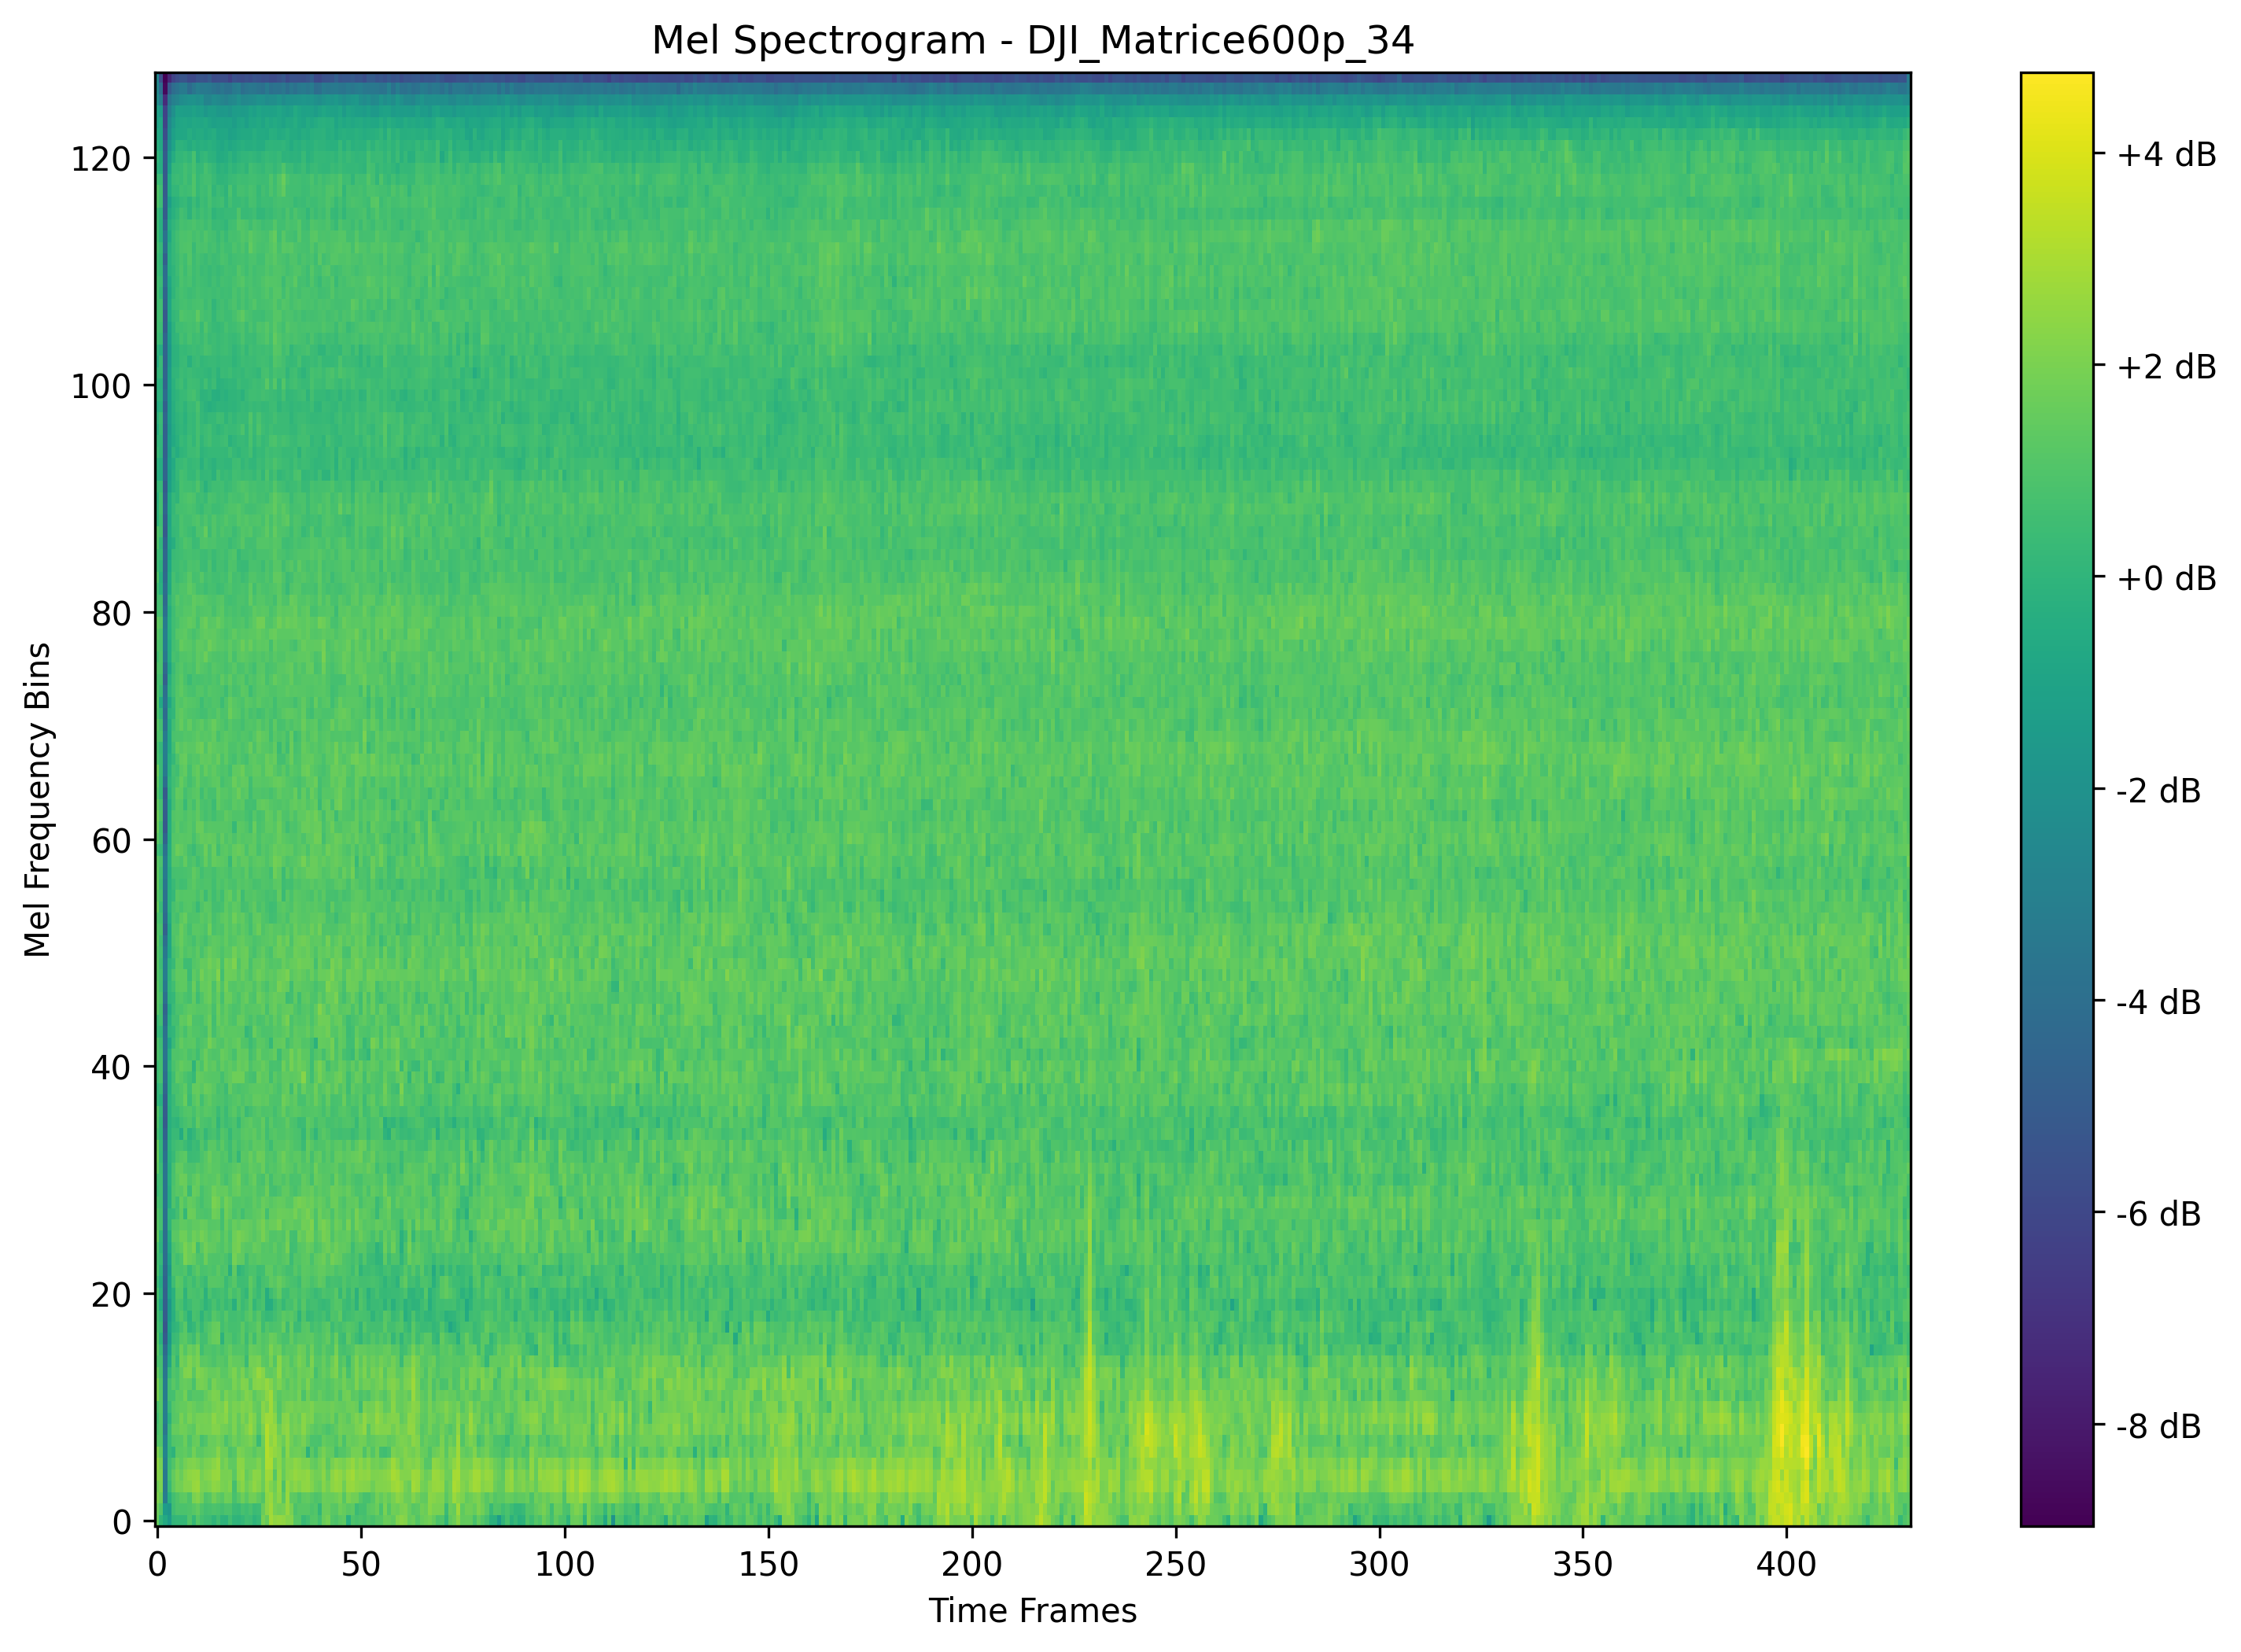 Mel Spectrogram - DJI_Matrice600p_34
Mel Frequency Bins
120
100
80
60
40
20
0
0 50 100 150 200 250 300 350 400
Time Frames
+4 dB
+2 dB
+0 dB
-2 dB
-4 dB
-6 dB
-8 dB